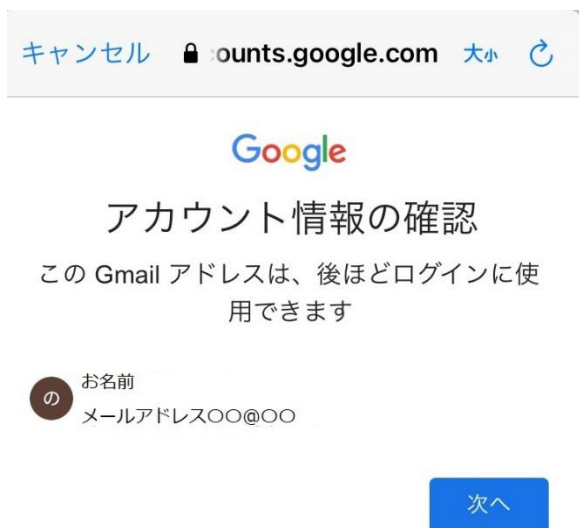 キャンセル ounts.google.com 大小
Google
アカウント情報の確認
この Gmail アドレスは、後ほどログインに使
用できます
の
お名前
メールアドレス〇〇@〇〇
次へ